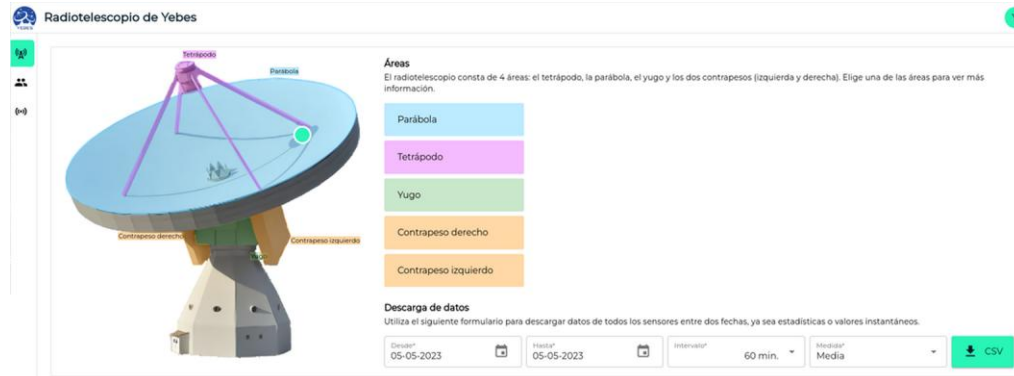 YEBES
Radiotelescopio de Yebes
Tetrápodo
Parábola
Contrapeso derecho
Contrapeso izquierdo
Yugo
Áreas
El radiotelescopio consta de 4 áreas: el tetrápodo, la parábola, el yugo y los dos contrapesos (izquierda y derecha). Elige una de las áreas para ver más
información.
Parábola
Tetrápodo
Yugo
Contrapeso derecho
Contrapeso izquierdo
Descarga de datos
Utiliza el siguiente formulario para descargar datos de todos los sensores entre dos fechas, ya sea estadísticas o valores instantáneos.
Desde*
05-05-2023
Hasta*
05-05-2023
Intervalo*
60 min.
Medida*
Media
CSV